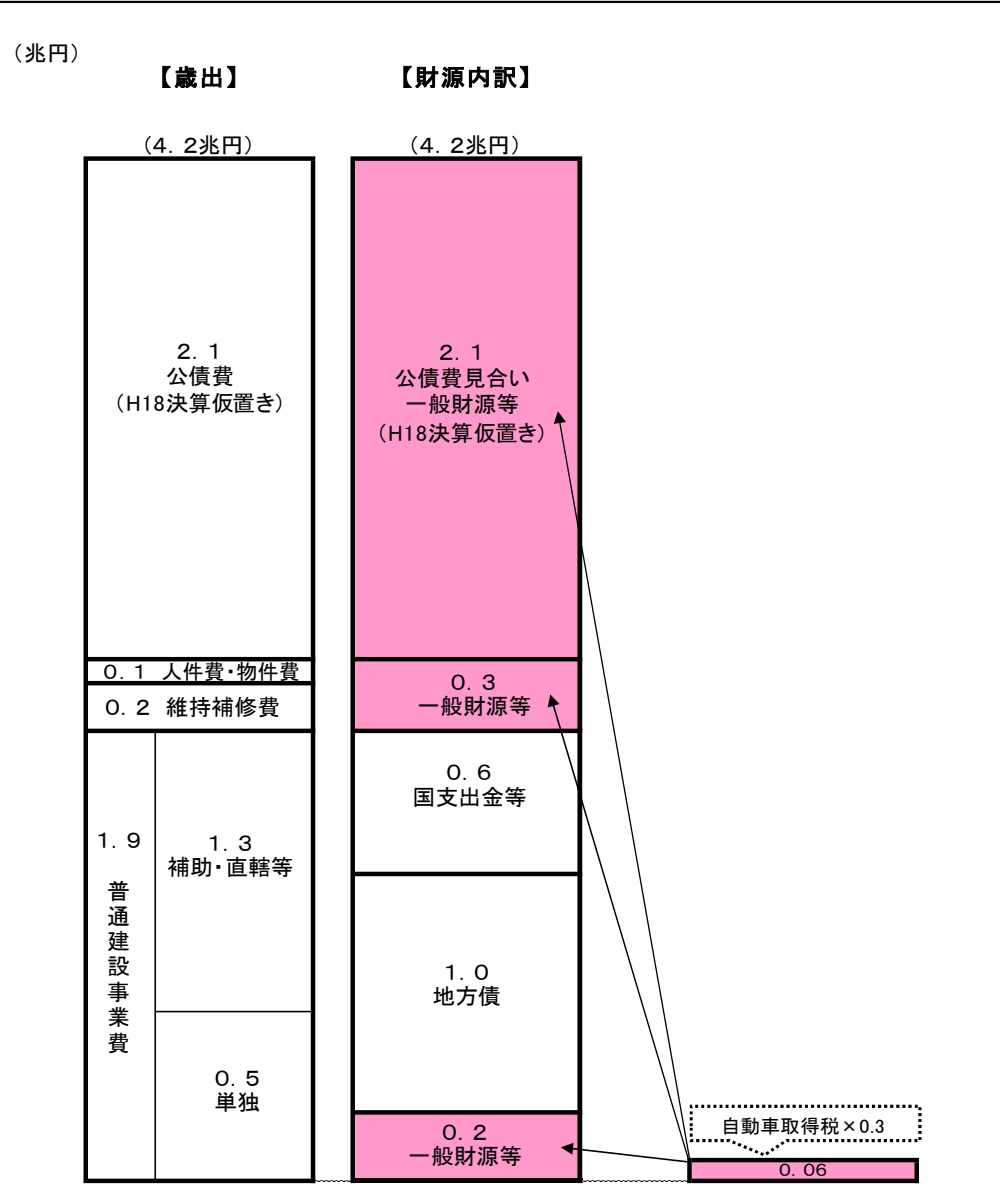 （兆円）
【歳出】
【財源内訳】
（４．２兆円）
（４．２兆円）
２．１
公債費
（H18決算仮置き）
２．１
公債費見合い
一般財源等
（H18決算仮置き）
０．１ 人件費・物件費
０．２ 維持補修費
０．３
一般財源等
１．９
普通建設事業費
１．３
補助・直轄等
０．５
単独
０．６
国支出金等
１．０
地方債
０．２
一般財源等
自動車取得税×0.3
０．０６